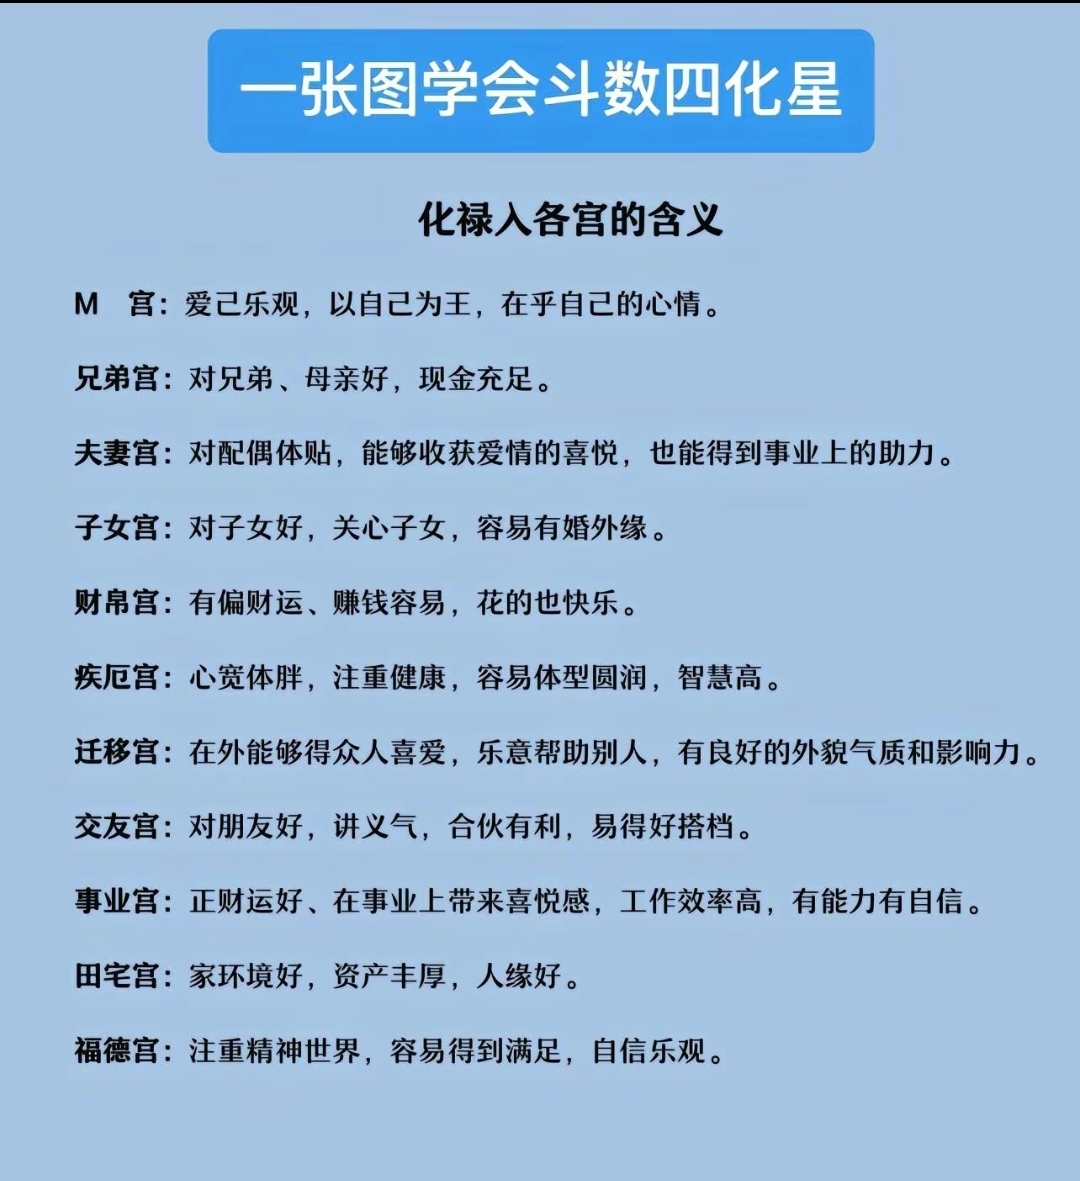 一张图学会斗数四化星
化禄入各宫的含义
M 宫：爱己乐观，以自己为王，在乎自己的心情。
兄弟宫：对兄弟、母亲好，现金充足。
夫妻宫：对配偶体贴，能够收获爱情的喜悦，也能得到事业上的助力。
子女宫：对子女好，关心子女，容易有婚外缘。
财帛宫：有偏财运、赚钱容易，花的也快乐。
疾厄宫：心宽体胖，注重健康，容易体型圆润，智慧高。
迁移宫：在外能够得众人喜爱，乐意帮助别人，有良好的外貌气质和影响力。
交友宫：对朋友好，讲义气，合伙有利，易得好搭档。
事业宫：正财运好、在事业上带来喜悦感，工作效率高，有能力有自信。
田宅宫：家环境好，资产丰厚，人缘好。
福德宫：注重精神世界，容易得到满足，自信乐观。